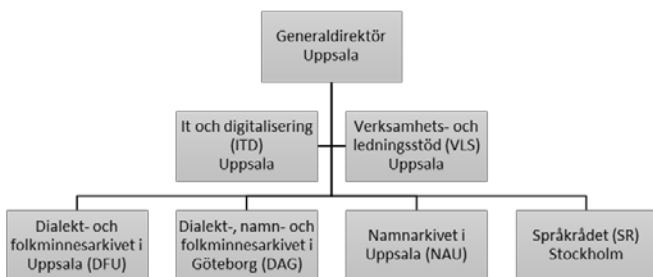 Generaldirektör
Uppsala
It och digitalisering
(ITD)
Uppsala
Verksamhets- och
ledningsstöd (VLS)
Uppsala
Dialekt- och
folkminnesarkivet i
Uppsala (DFU)
Dialekt-, namn- och
folkminnesarkivet i
Göteborg (DAG)
Namnarkivet i
Uppsala (NAU)
Språkrådet (SR)
Stockholm